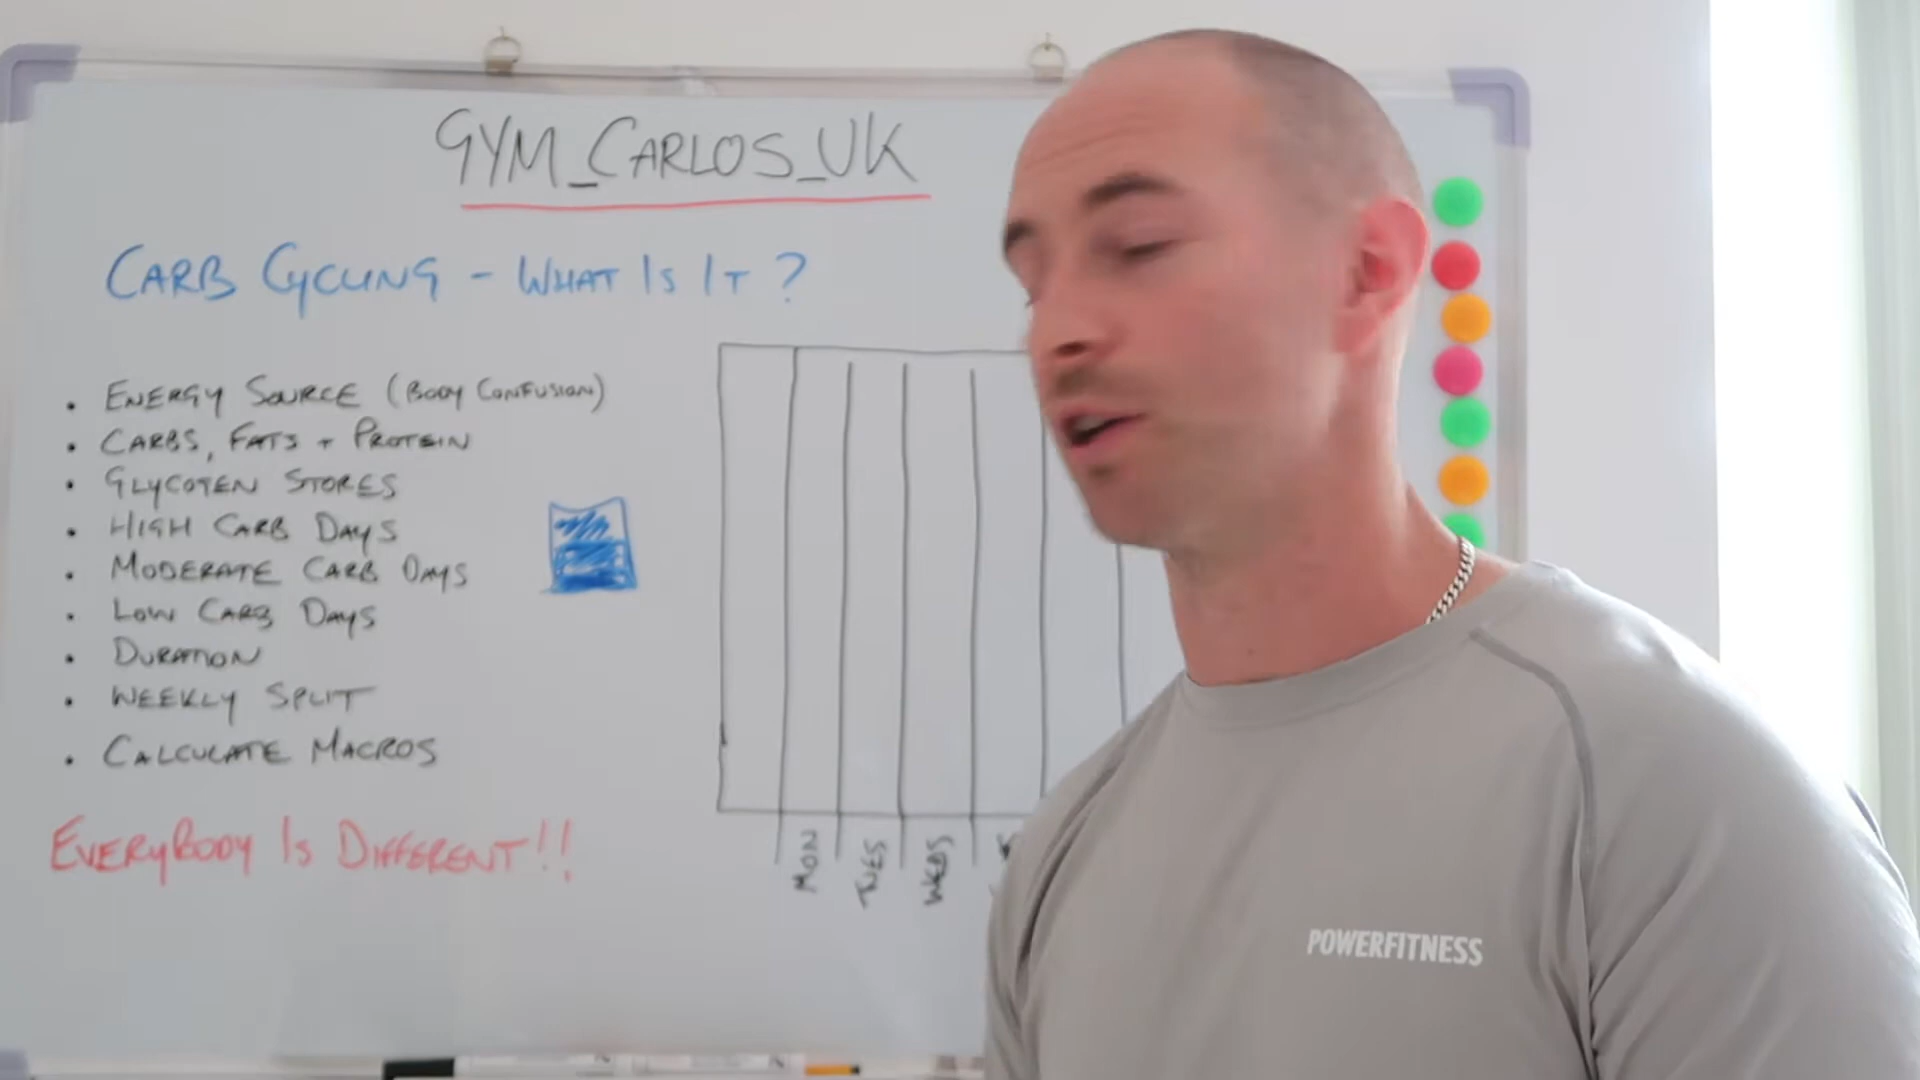 GYM_CARLOS_UK
CARB CYCLING - WHAT IS IT ?
• ENERGY SOURCE (BODY CONFUSION)
• CARBS, FATS + PROTEIN
• GLYCOGEN STORES
• HIGH CARB DAYS
• MODERATE CARB DAYS
• LOW CARB DAYS
• DURATION
• WEEKLY SPLIT
• CALCULATE MACROS
EVERYBODY IS DIFFERENT!!
MON
TUES
WEDS
POWERFITNESS